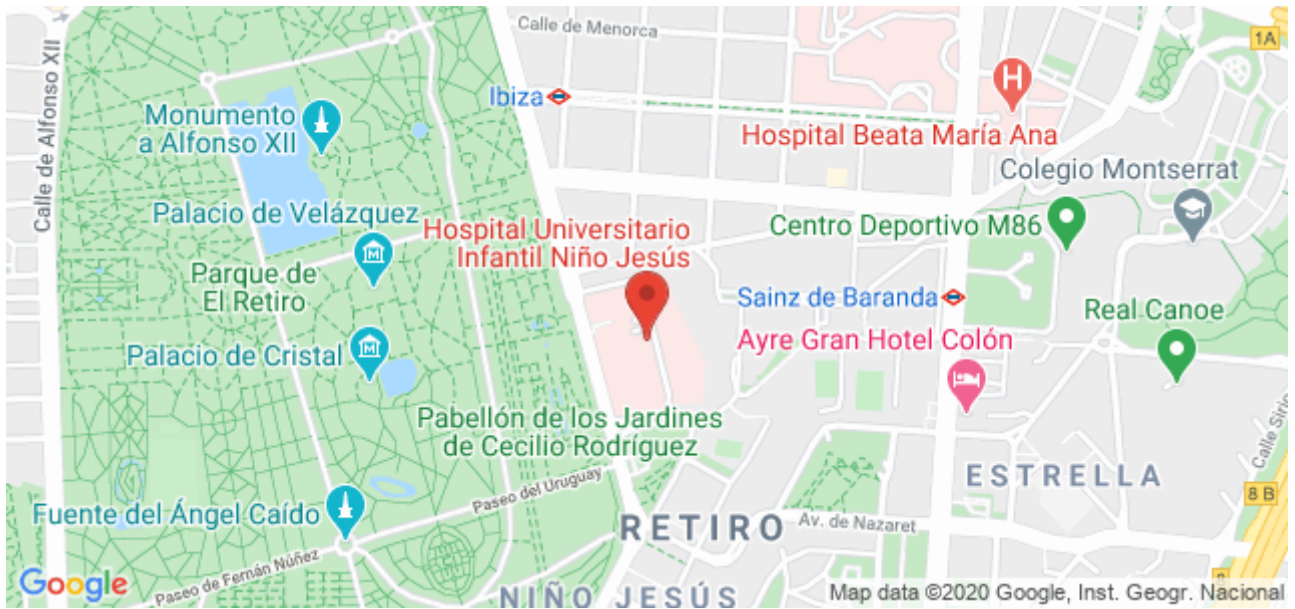 Calle de Menorca
1A
Calle de Alfonso XII
Ibiza
Monumento
a Alfonso XII
Hospital Beata María Ana
Colegio Montserrat
Palacio de Velázquez
Hospital Universitario
Infantil Niño Jesús
Centro Deportivo M86
Parque de
El Retiro
Sainz de Baranda
Real Canoe
Palacio de Cristal
Ayre Gran Hotel Colón
Pabellón de los Jardines
de Cecilio Rodríguez
Calle Sirio
ESTRELLA
Paseo del Uruguay
8 B
Fuente del Ángel Caído
RETIRO
Av. de Nazaret
Paseo de Fernán Núñez
Google
NIÑO JESÚS
Map data ©2020 Google, Inst. Geogr. Nacional